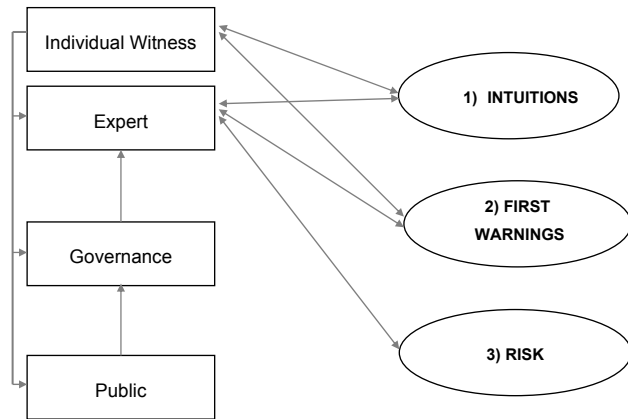 Individual Witness
Expert
Governance
Public
1) INTUITIONS
2) FIRST
WARNINGS
3) RISK